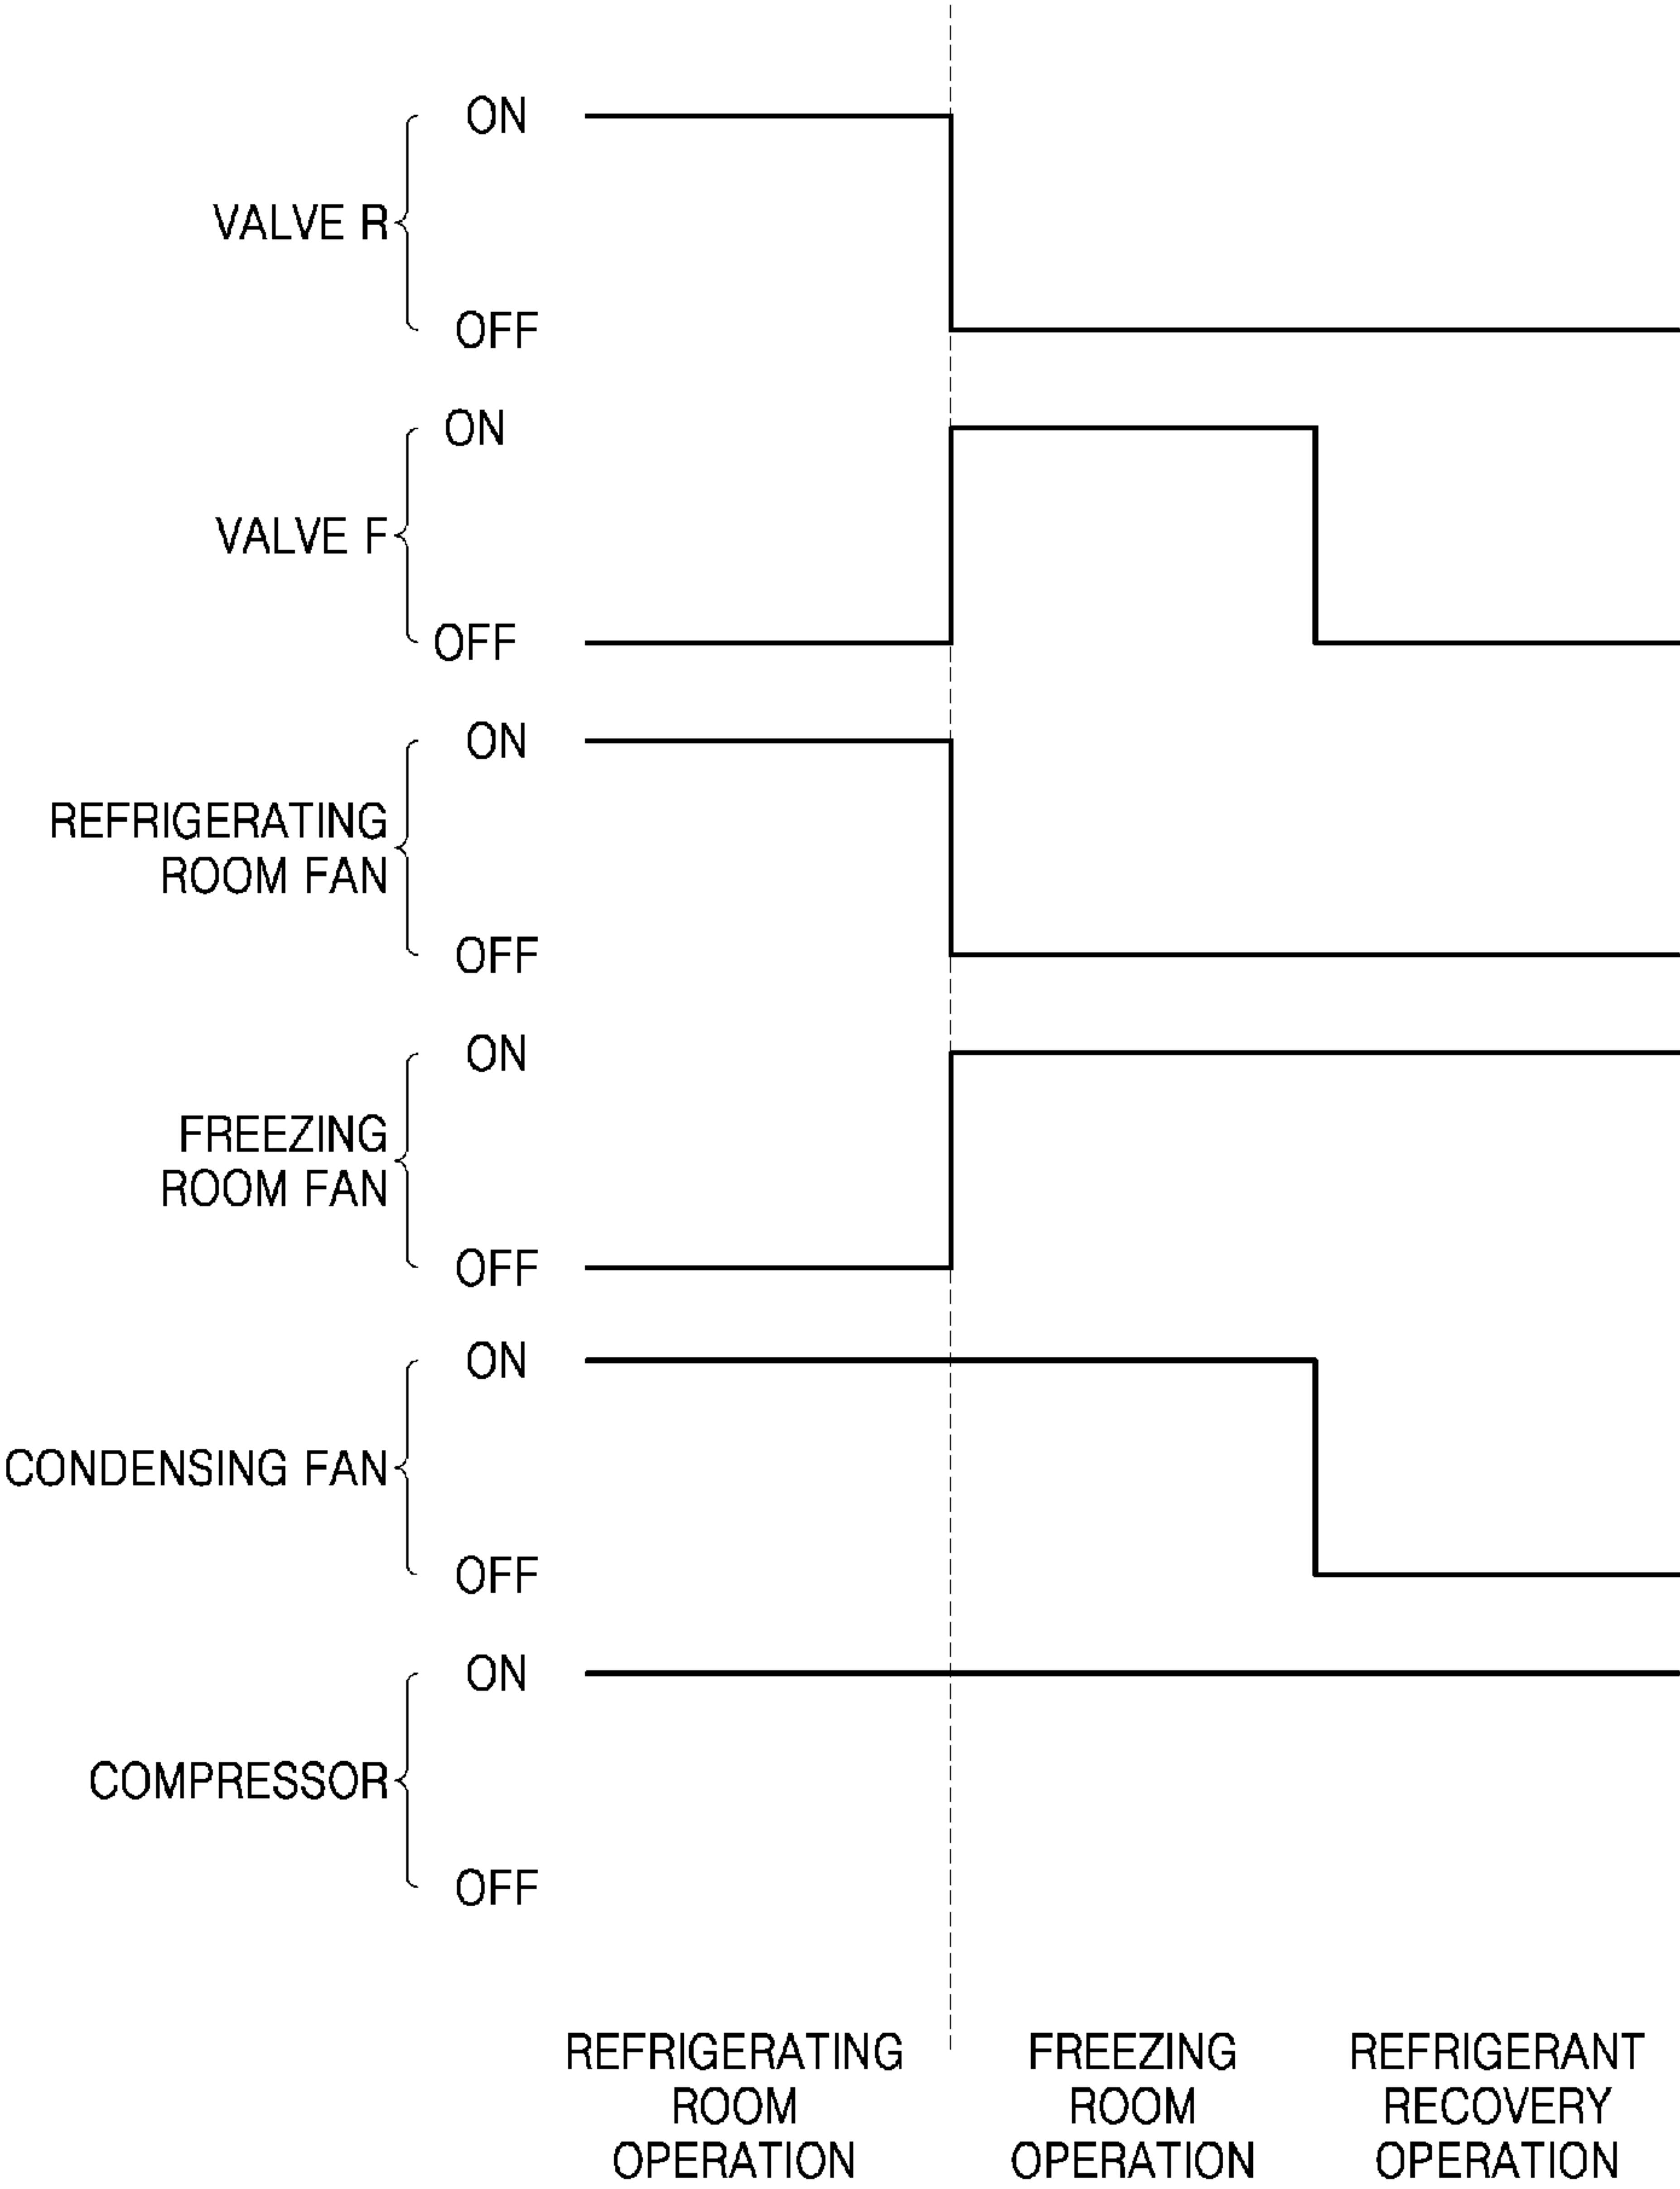 ON
VALVE R
OFF
ON
VALVE F
OFF
ON
REFRIGERATING
ROOM FAN
OFF
ON
FREEZING
ROOM FAN
OFF
ON
CONDENSING FAN
OFF
ON
COMPRESSOR
OFF
REFRIGERATING
ROOM
OPERATION
FREEZING
ROOM
OPERATION
REFRIGERANT
RECOVERY
OPERATION